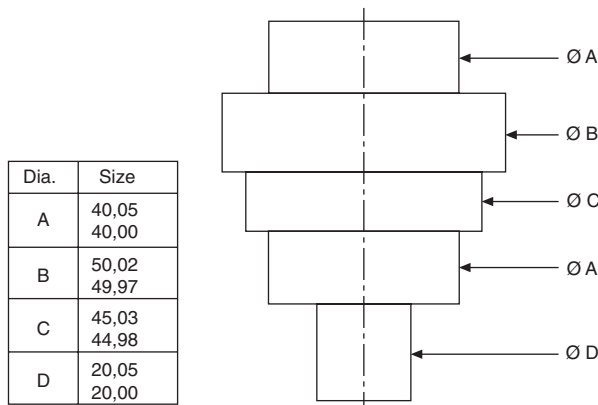 Ø A
Ø B
Ø C
Ø A
Ø D
Dia. Size
A 40,05
40,00
B 50,02
49,97
C 45,03
44,98
D 20,05
20,00